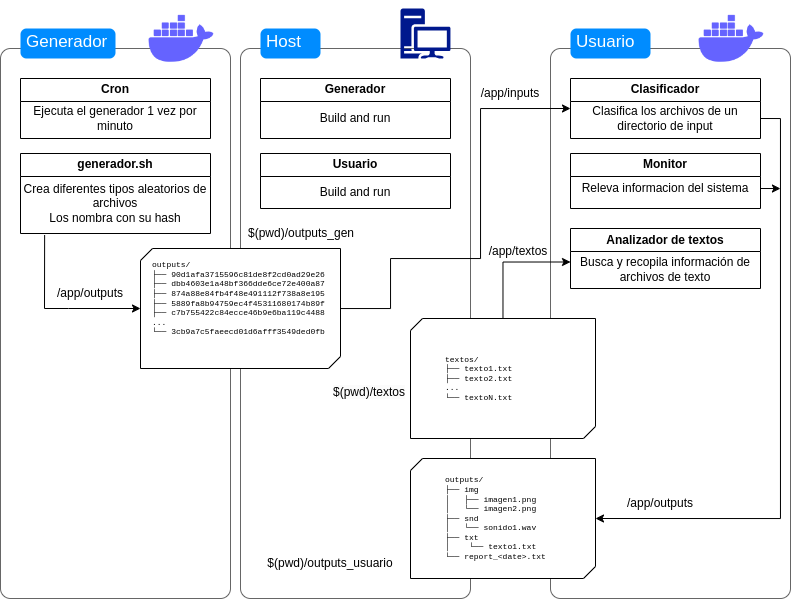 Generador
Cron
Ejecuta el generador 1 vez por
minuto
generador.sh
Crea diferentes tipos aleatorios de
archivos
Los nombra con su hash
/app/outputs
Host
Generador
Build and run
Usuario
Build and run
$(pwd)/outputs_gen
outputs/
├── 90d1afa3715596c81de8f2cd0ad29e26
├── dbb4603e1a48bf366dde6ce72e400a87
├── 874a88e84fb4f48e491112f738a8e195
├── 5889fa8b94759ec4f45311680174b89f
├── c7b755422c84ecce46b9e6ba119c4488
...
└── 3cb9a7c5faeecd01d6afff3549ded0fb
/app/inputs
/app/textos
$(pwd)/textos
textos/
├── texto1.txt
├── texto2.txt
...
└── textoN.txt
$(pwd)/outputs_usuario
outputs/
├── img
│   ├── imagen1.png
│   └── imagen2.png
├── snd
│   └── sonido1.wav
├── txt
│    └── texto1.txt
└── report_<date>.txt
Usuario
Clasificador
Clasifica los archivos de un
directorio de input
Monitor
Releva informacion del sistema
Analizador de textos
Busca y recopila información de
archivos de texto
/app/outputs